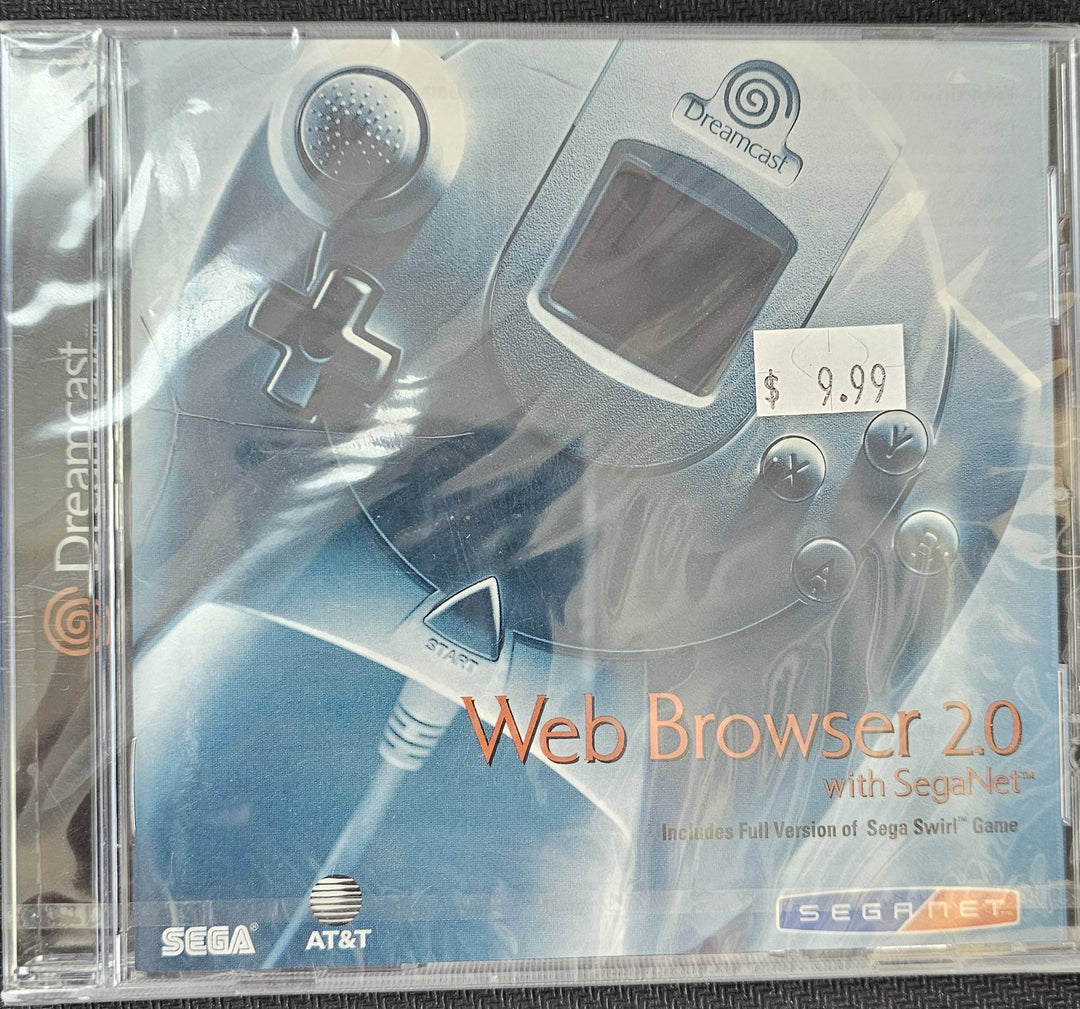 Dreamcast
Dreamcast
$ 9.99
Y
X
B
A
START
Web Browser 2.0
with SegaNet™
Includes Full Version of Sega Swirl™ Game
SEGA®
AT&T
SEGANET™